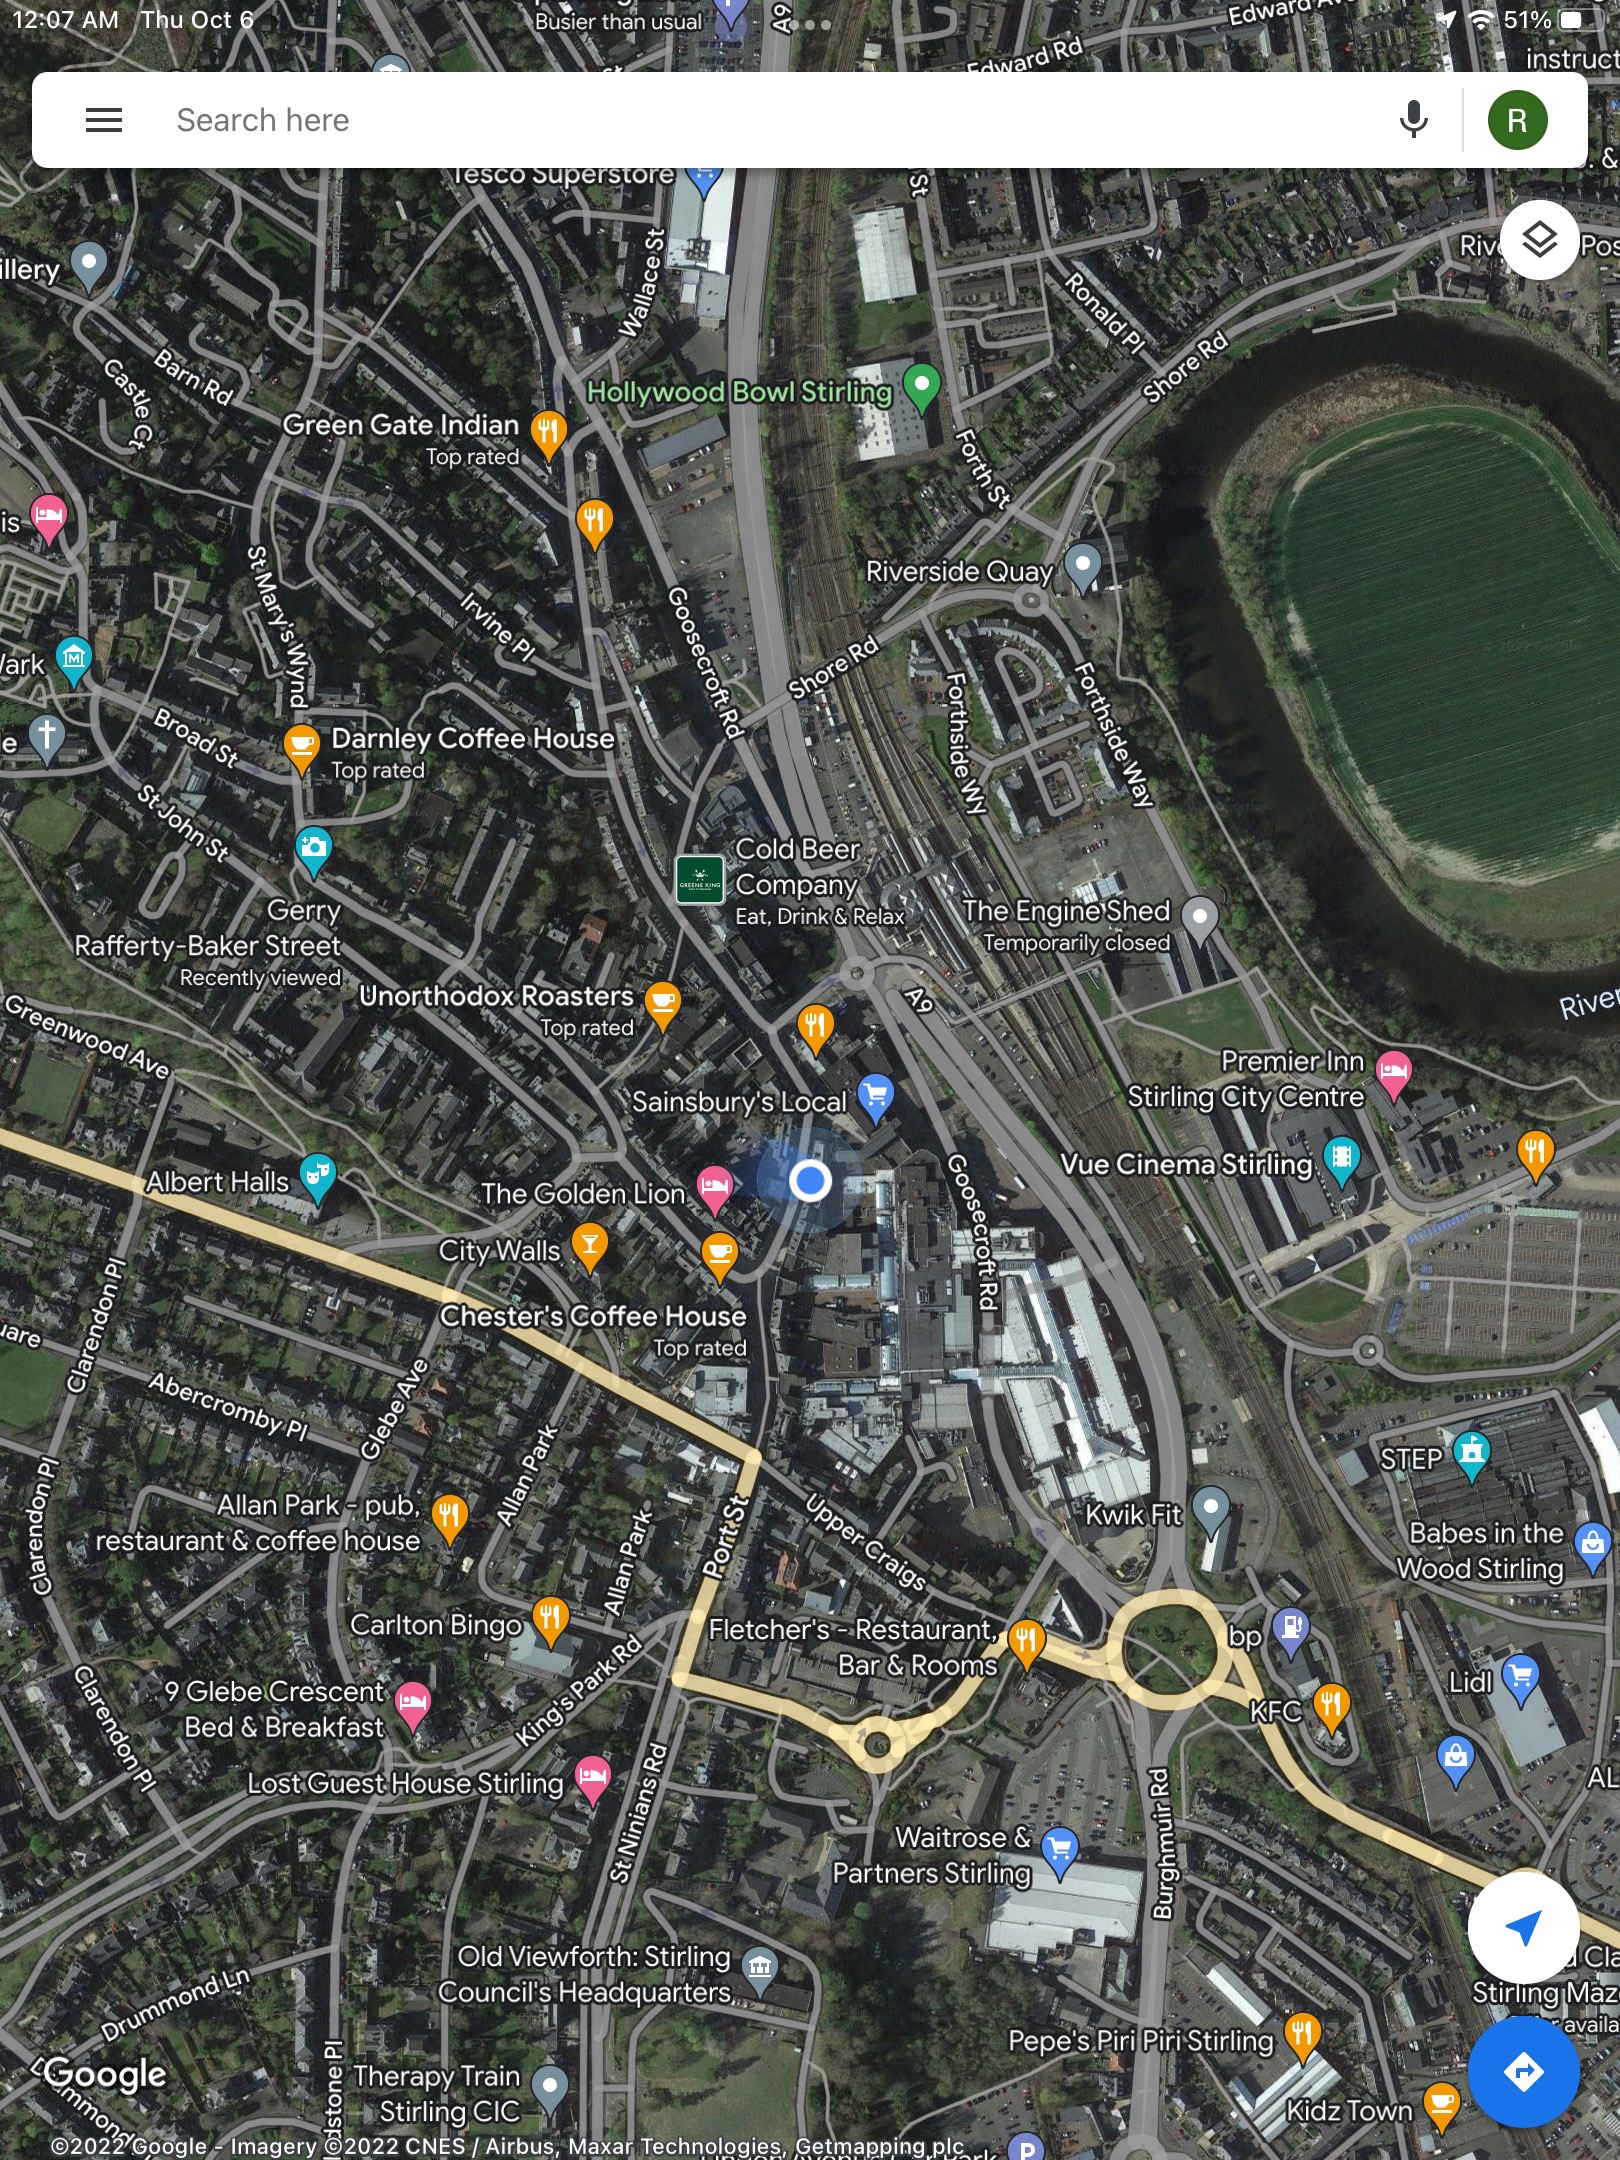 12:07 AM Thu Oct 6
51%
Busier than usual
A9
Edward Rd
Search here
R
Tesco Superstore
Wallace St
St
Ronald Pl
Shore Rd
Barn Rd
Castle Ct
Hollywood Bowl Stirling
Green Gate Indian
Top rated
Forth St
Riverside Quay
St Mary's Wynd
Irvine Pl
Goosecroft Rd
Shore Rd
Forthside Wy
Forthside Way
Broad St
Darnley Coffee House
Top rated
St John St
Cold Beer
Company
Eat, Drink & Relax
GREENE KING
Gerry
Rafferty-Baker Street
Recently viewed
The Engine Shed
Temporarily closed
Unorthodox Roasters
Top rated
A9
River
Greenwood Ave
Premier Inn
Stirling City Centre
Sainsbury's Local
Vue Cinema Stirling
Albert Halls
The Golden Lion
Goosecroft Rd
City Walls
Chester's Coffee House
Top rated
Clarendon Pl
Abercromby Pl
Glebe Ave
Allan Park
STEP
Clarendon Pl
Allan Park - pub,
restaurant & coffee house
Port St
Upper Craigs
Kwik Fit
Babes in the
Wood Stirling
Allan Park
Carlton Bingo
Fletcher's - Restaurant,
Bar & Rooms
bp
Lidl
KFC
Clarendon Pl
9 Glebe Crescent
Bed & Breakfast
King's Park Rd
Lost Guest House Stirling
St Ninians Rd
Burghmuir Rd
Waitrose &
Partners Stirling
Old Viewforth: Stirling
Council's Headquarters
Drummond Ln
Stirling Maz
Pepe's Piri Piri Stirling
Google
Therapy Train
Stirling CIC
Kidz Town
P
©2022 Google - Imagery ©2022 CNES / Airbus, Maxar Technologies, Getmapping plc